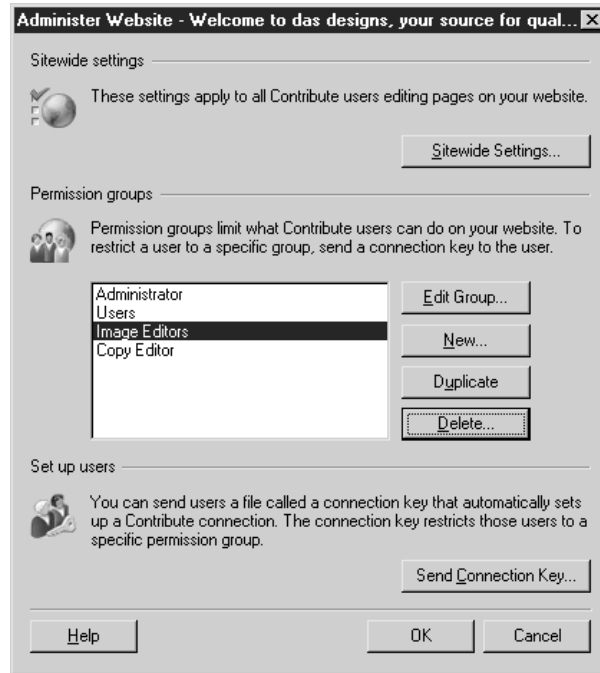 Administer Website - Welcome to das designs, your source for qual...
Sitewide settings
These settings apply to all Contribute users editing pages on your website.
Sitewide Settings...
Permission groups
Permission groups limit what Contribute users can do on your website. To
restrict a user to a specific group, send a connection key to the user.
Administrator
Users
Image Editors
Copy Editor
Edit Group...
New...
Duplicate
Delete...
Set up users
You can send users a file called a connection key that automatically sets
up a Contribute connection. The connection key restricts those users to a
specific permission group.
Send Connection Key...
Help
OK
Cancel